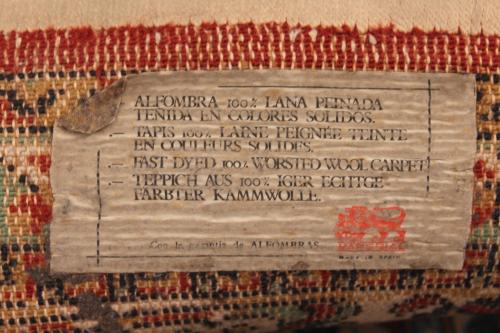 ALFOMBRA 100% LANA PEINADA
TEÑIDA EN COLORES SOLIDOS.
.— TAPIS 100% LAINE PEIGNÉE TEINTE
EN COULEURS SOLIDES.
.— FAST DYED 100% WORSTED WOOL CARPET
.— TEPPICH AUS 100% IGER ECHTGE
FÄRBTER KAMMWOLLE.
Con la garantia de ALFOMBRAS
MADE IN SPAIN